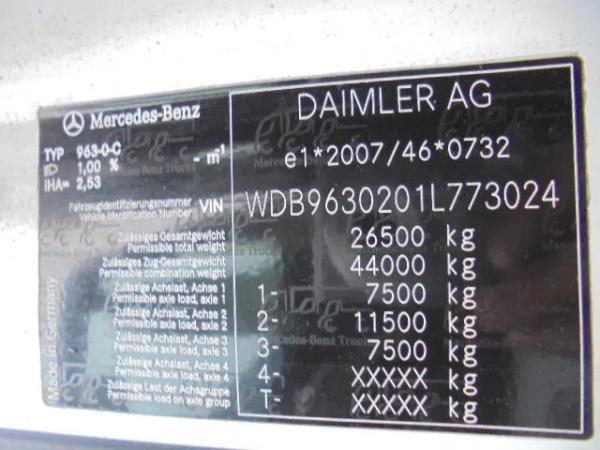 Mercedes-Benz
DAIMLER AG
TYP 963-0-C
1,00 % - m⁻¹
IHA= 2,53
e1*2007/46*0732
Fahrzeugidentifizierungsnummer
Vehicle Identification Number VIN WDB9630201L773024
Zulässiges Gesamtgewicht
Permissible total weight 26500 kg
Zulässiges Zug-Gesamtgewicht
Permissible combination weight 44000 kg
Zulässige Achslast, Achse 1
Permissible axle load, axle 1 1- 7500 kg
Zulässige Achslast, Achse 2
Permissible axle load, axle 2 2- 11500 kg
Zulässige Achslast, Achse 3
Permissible axle load, axle 3 3- 7500 kg
Zulässige Achslast, Achse 4
Permissible axle load, axle 4 4- XXXXX kg
Zulässige Last der Achsgruppe
Permissible load on axle group T- XXXXX kg
Made in Germany
Mercedes-Benz Trucks